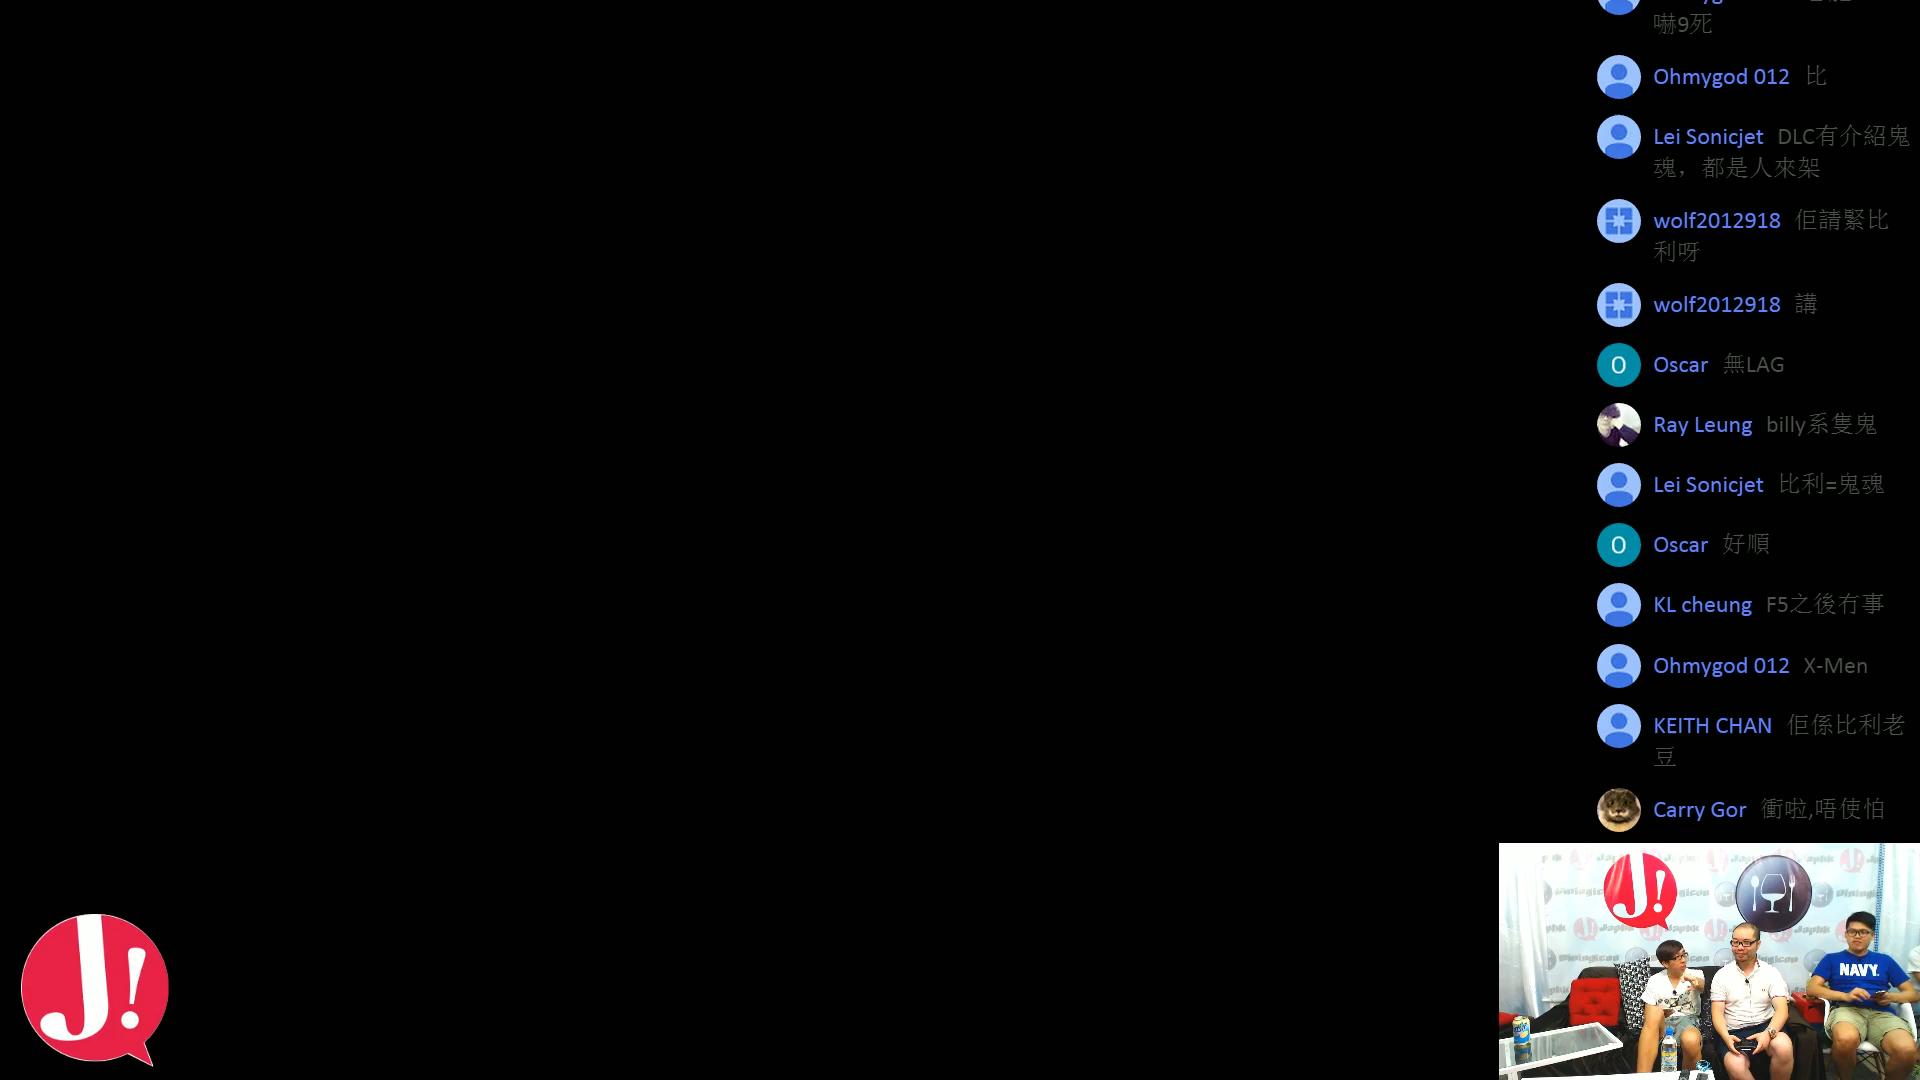 嚇9死
Ohmygod 012 比
Lei Sonicjet DLC有介紹鬼
魂，都是人來架
wolf2012918 佢請緊比
利呀
wolf2012918 講
O Oscar 無LAG
Ray Leung billy系隻鬼
Lei Sonicjet 比利=鬼魂
O Oscar 好順
KL cheung F5之後冇事
Ohmygod 012 X-Men
KEITH CHAN 佢係比利老
豆
Carry Gor 衝啦,唔使怕
J!
J!
NAVY.